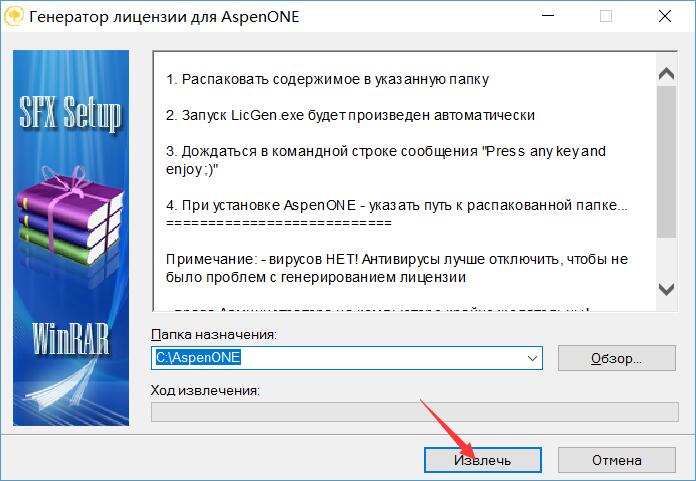 Генератор лицензии для AspenONE
SFX Setup
WinRAR
1. Распаковать содержимое в указанную папку
2. Запуск LicGen.exe будет произведен автоматически
3. Дождаться в командной строке сообщения "Press any key and
enjoy ;)"
4. При установке AspenONE - указать путь к распакованной папке...
===========================
Примечание: - вирусов НЕТ! Антивирусы лучше отключить, чтобы не
было проблем с генерированием лицензии
Папка назначения:
C:\AspenONE
Обзор...
Ход извлечения:
Извлечь
Отмена